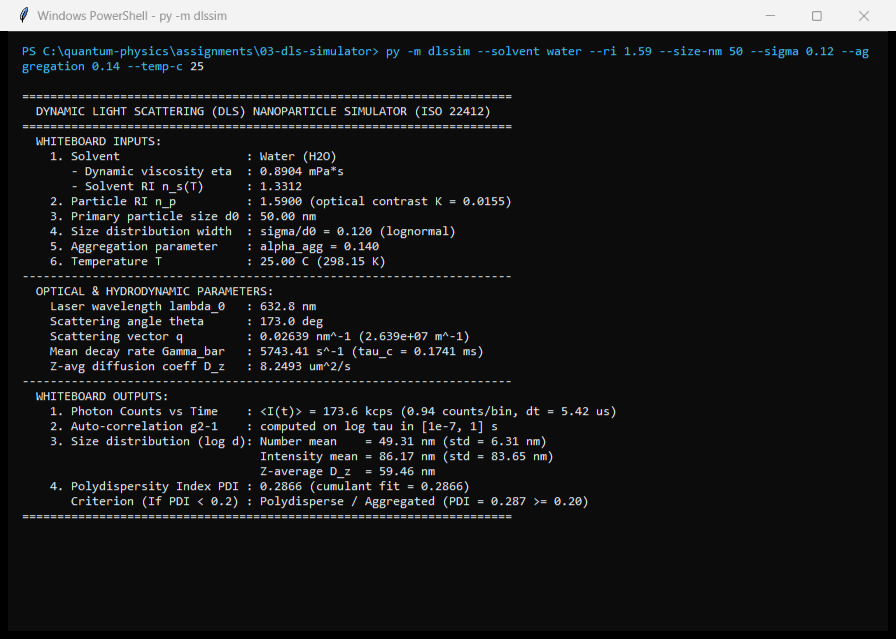 Windows PowerShell - py -m dlssim
PS C:\quantum-physics\assignments\03-dls-simulator> py -m dlssim --solvent water --ri 1.59 --size-nm 50 --sigma 0.12 --ag
gregation 0.14 --temp-c 25
======================================================================
DYNAMIC LIGHT SCATTERING (DLS) NANOPARTICLE SIMULATOR (ISO 22412)
======================================================================
WHITEBOARD INPUTS:
1. Solvent : Water (H2O)
- Dynamic viscosity eta : 0.8904 mPa*s
- Solvent RI n_s(T) : 1.3312
2. Particle RI n_p : 1.5900 (optical contrast K = 0.0155)
3. Primary particle size d0 : 50.00 nm
4. Size distribution width : sigma/d0 = 0.120 (lognormal)
5. Aggregation parameter : alpha_agg = 0.140
6. Temperature T : 25.00 C (298.15 K)
----------------------------------------------------------------------
OPTICAL & HYDRODYNAMIC PARAMETERS:
Laser wavelength lambda_0 : 632.8 nm
Scattering angle theta : 173.0 deg
Scattering vector q : 0.02639 nm^-1 (2.639e+07 m^-1)
Mean decay rate Gamma_bar : 5743.41 s^-1 (tau_c = 0.1741 ms)
Z-avg diffusion coeff D_z : 8.2493 um^2/s
----------------------------------------------------------------------
WHITEBOARD OUTPUTS:
1. Photon Counts vs Time : <I(t)> = 173.6 kcps (0.94 counts/bin, dt = 5.42 us)
2. Auto-correlation g2-1 : computed on log tau in [1e-7, 1] s
3. Size distribution (log d): Number mean = 49.31 nm (std = 6.31 nm)
Intensity mean = 86.17 nm (std = 83.65 nm)
Z-average D_z = 59.46 nm
4. Polydispersity Index PDI : 0.2866 (cumulant fit = 0.2866)
Criterion (If PDI < 0.2) : Polydisperse / Aggregated (PDI = 0.287 >= 0.20)
======================================================================